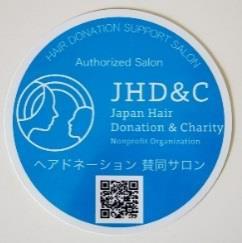 HAIR DONATION SUPPORT SALON
Authorized Salon
JHD&C
Japan Hair
Donation & Charity
Nonprofit Organization
ヘアドネーション 賛同サロン